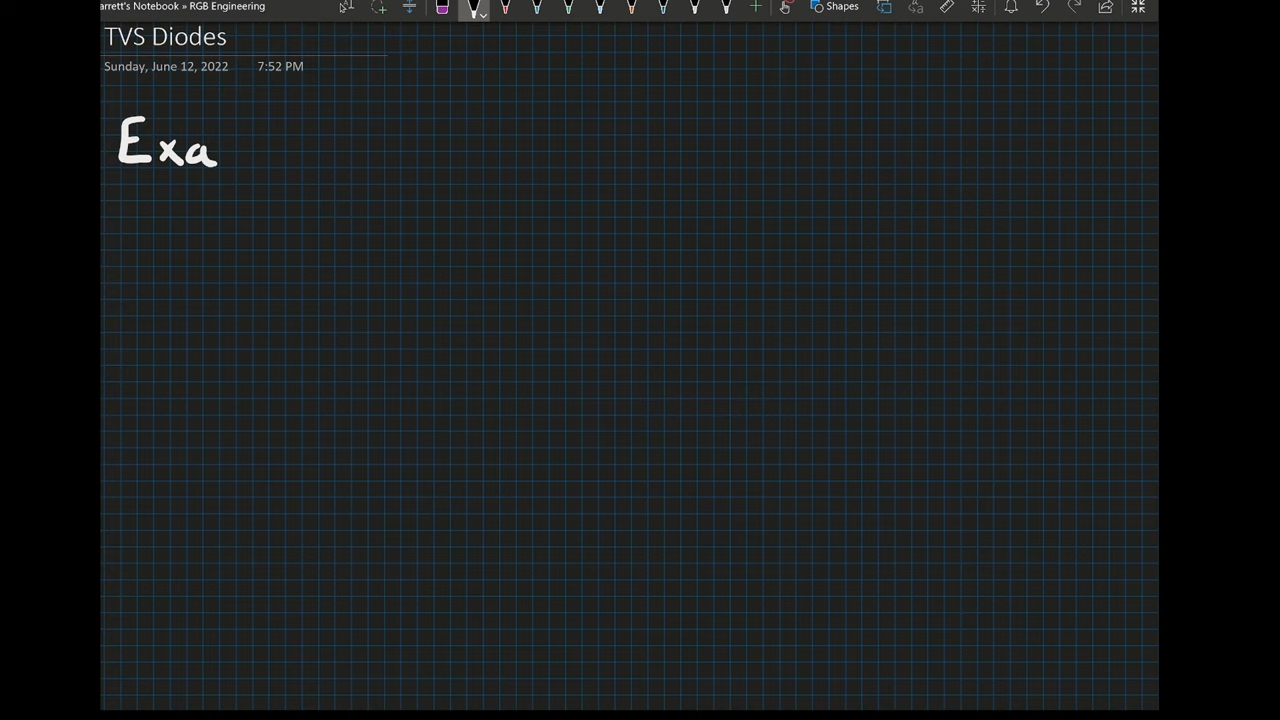 arrett's Notebook » RGB Engineering
Shapes
TVS Diodes
Sunday, June 12, 2022 7:52 PM
Exa